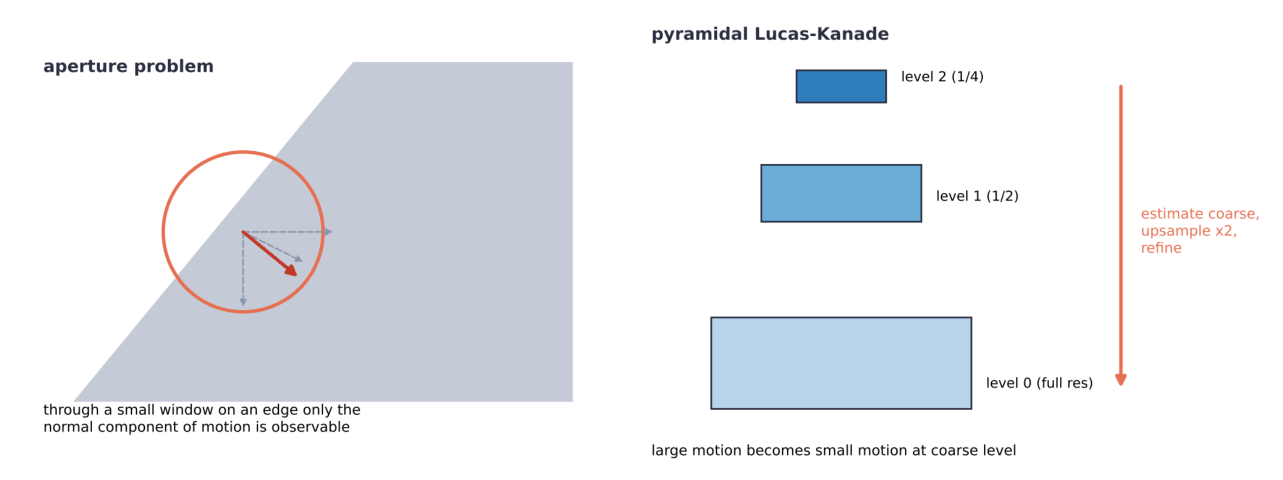 aperture problem
through a small window on an edge only the
normal component of motion is observable
pyramidal Lucas-Kanade
level 2 (1/4)
level 1 (1/2)
estimate coarse,
upsample x2,
refine
level 0 (full res)
large motion becomes small motion at coarse level